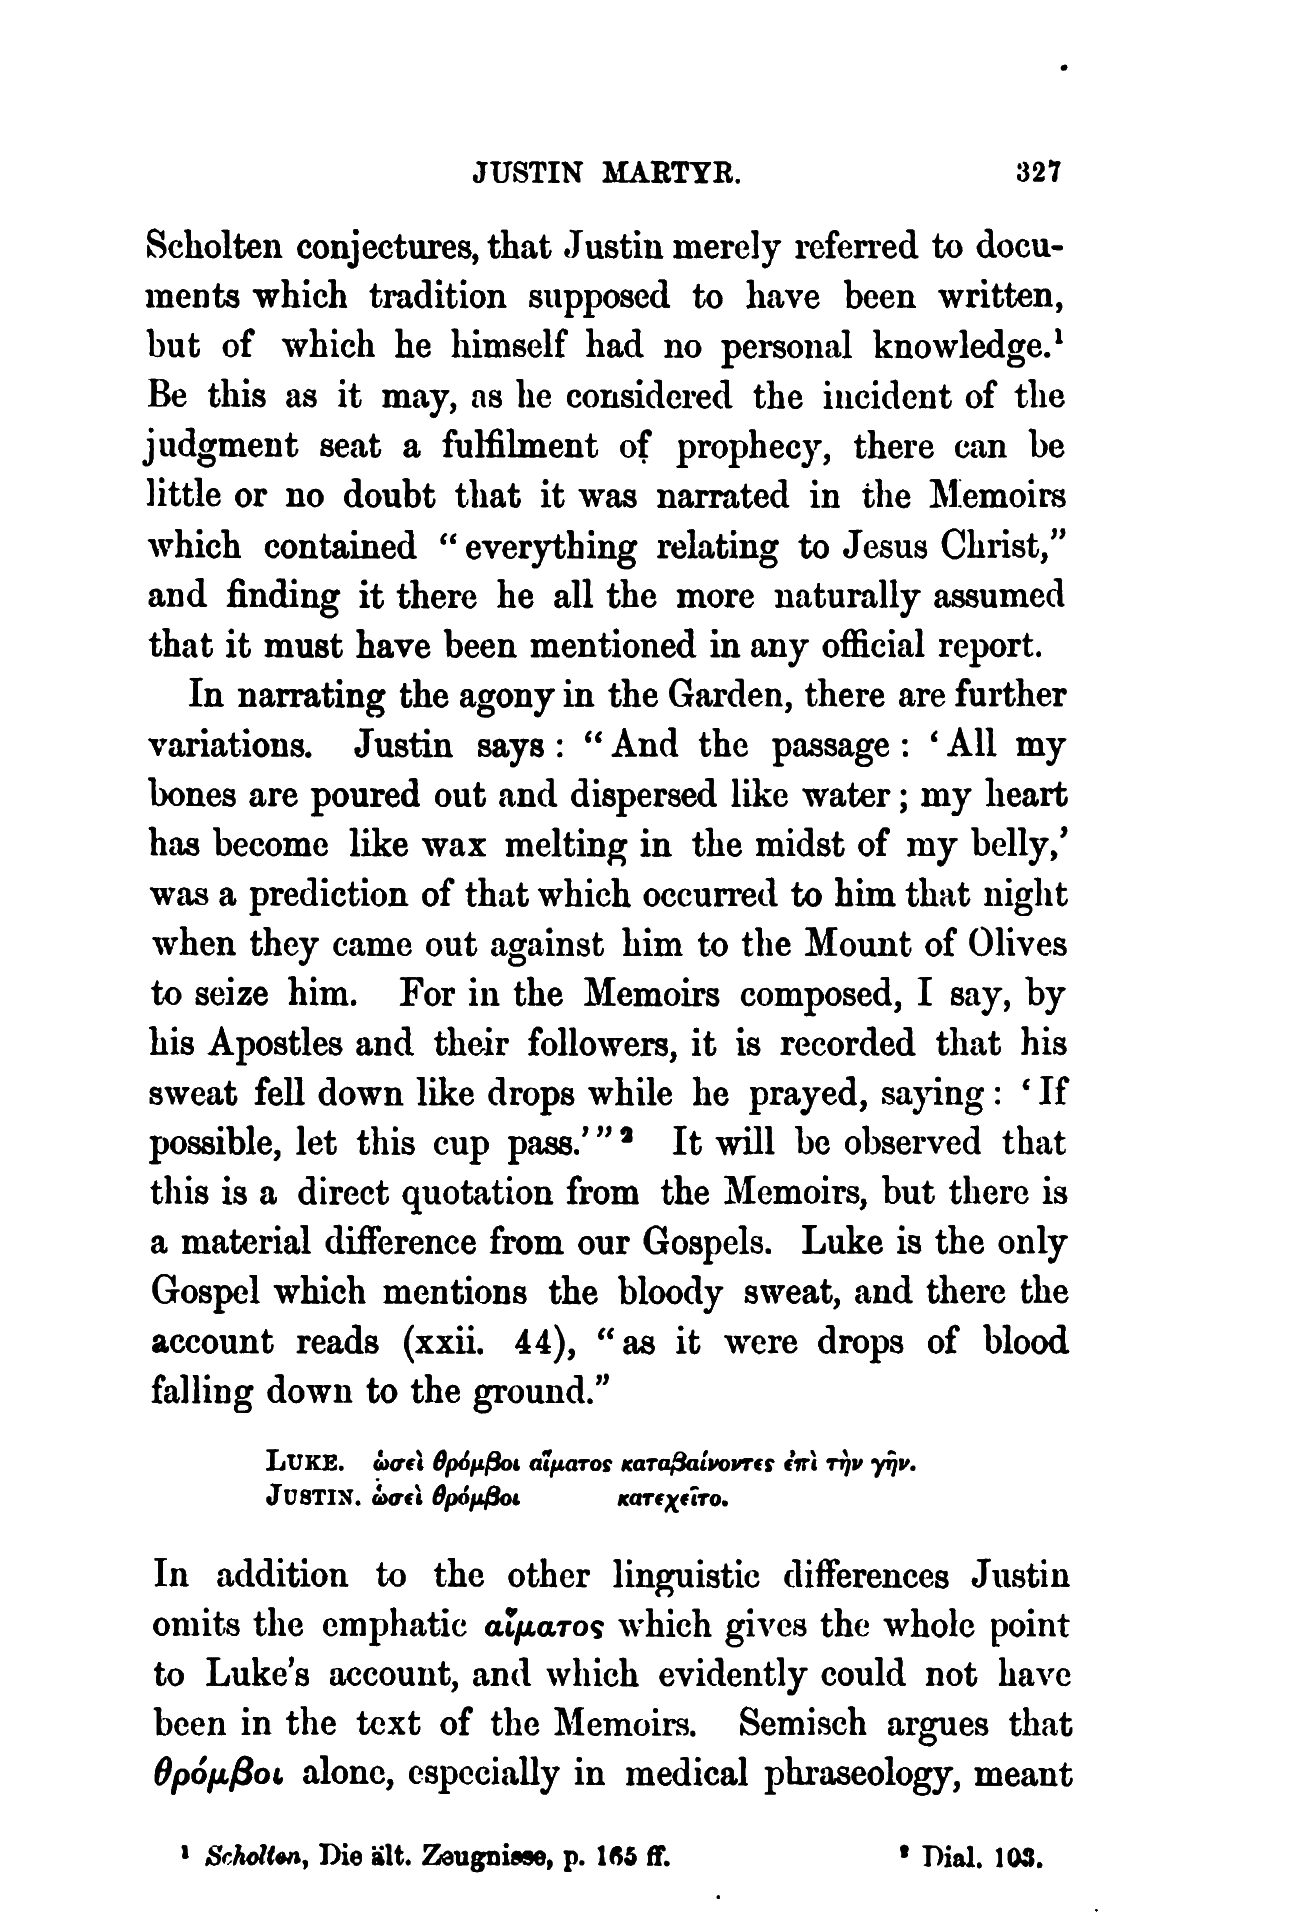 JUSTIN MARTYR. 327
Scholten conjectures, that Justin merely referred to docu-
ments which tradition supposed to have been written,
but of which he himself had no personal knowledge.¹
Be this as it may, as he considered the incident of the
judgment seat a fulfilment of prophecy, there can be
little or no doubt that it was narrated in the Memoirs
which contained “everything relating to Jesus Christ,”
and finding it there he all the more naturally assumed
that it must have been mentioned in any official report.
In narrating the agony in the Garden, there are further
variations. Justin says: “And the passage: ‘All my
bones are poured out and dispersed like water; my heart
has become like wax melting in the midst of my belly,’
was a prediction of that which occurred to him that night
when they came out against him to the Mount of Olives
to seize him. For in the Memoirs composed, I say, by
his Apostles and their followers, it is recorded that his
sweat fell down like drops while he prayed, saying: ‘If
possible, let this cup pass.’”² It will be observed that
this is a direct quotation from the Memoirs, but there is
a material difference from our Gospels. Luke is the only
Gospel which mentions the bloody sweat, and there the
account reads (xxii. 44), “as it were drops of blood
falling down to the ground.”
LUKE. ὡσεὶ θρόμβοι αἵματος καταβαίνοντες ἐπὶ τὴν γῆν.
JUSTIN. ὡσεὶ θρόμβοι κατεχεῖτο.
In addition to the other linguistic differences Justin
omits the emphatic αἵματος which gives the whole point
to Luke’s account, and which evidently could not have
been in the text of the Memoirs. Semisch argues that
θρόμβοι alone, especially in medical phraseology, meant
¹ Scholten, Die ält. Zeugnisse, p. 165 ff. ² Dial. 103.